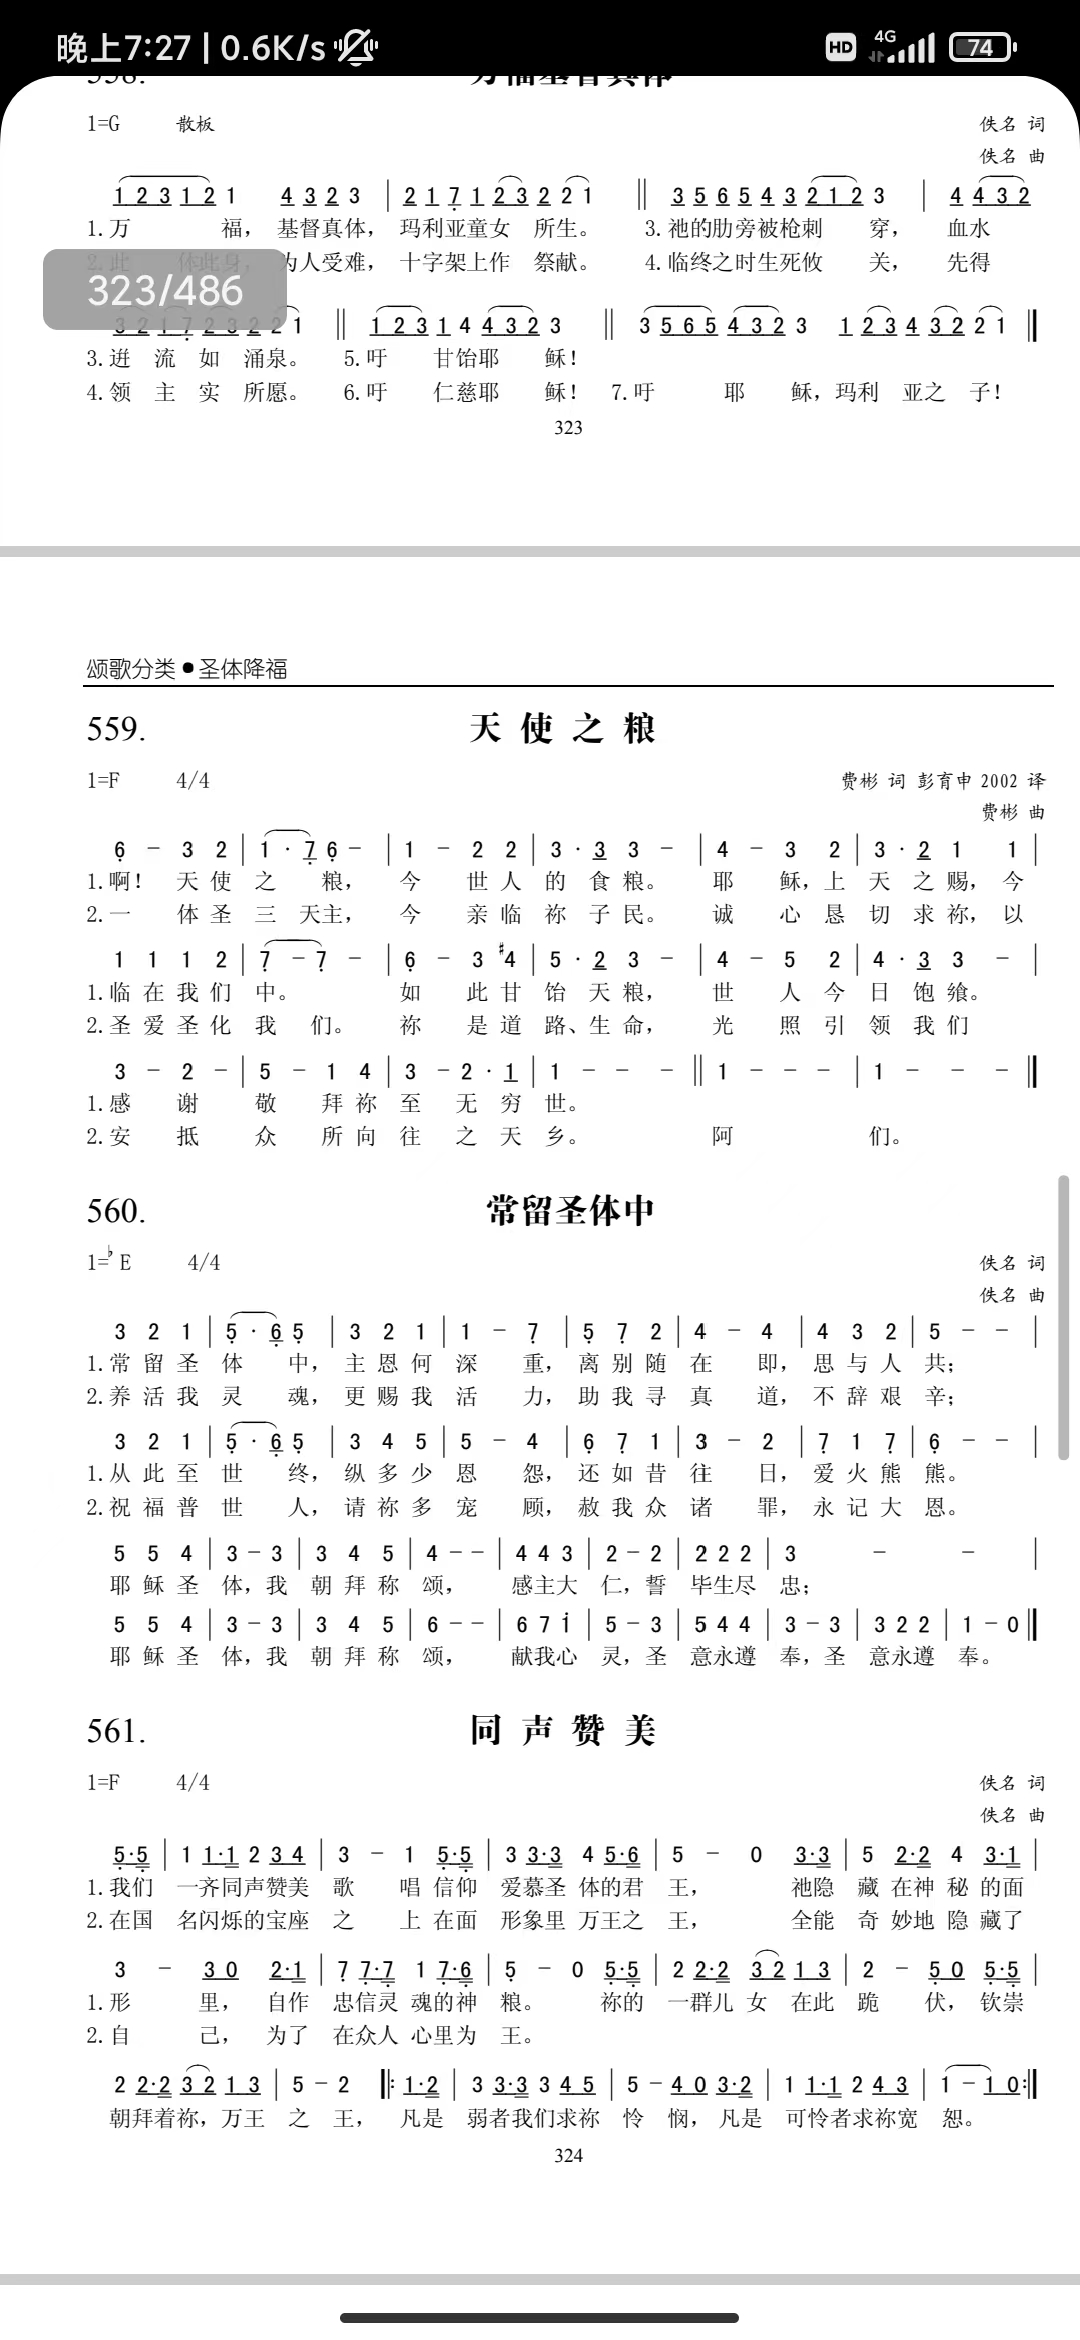 晚上7:27 | 0.6K/s HD 4G 74
558. 万福基督真体
1=G 散板 佚名 词
佚名 曲
1 2 3 1 2 1 4 3 2 3 | 2 1 7 1 2 3 2 2 1 ‖ 3 5 6 5 4 3 2 1 2 3 | 4 4 3 2
1.万 福，基督真体，玛利亚童女 所生。 3.祂的肋旁被枪刺 穿， 血水
2.此 体此身，为人受难，十字架上作 祭献。 4.临终之时生死攸 关， 先得
323/486
3 2 1 7 2 3 2 2 1 ‖ 1 2 3 1 4 4 3 2 3 ‖ 3 5 6 5 4 3 2 3 1 2 3 4 3 2 2 1 ‖
3.迸 流 如 涌泉。 5.吁 甘饴耶 稣！
4.领 主 实 所愿。 6.吁 仁慈耶 稣！ 7.吁 耶 稣，玛利 亚之 子！
323
颂歌分类●圣体降福
559. 天 使 之 粮
1=F 4/4 费彬 词 彭育申 2002 译
费彬 曲
6 - 3 2 | 1 · 7 6 - | 1 - 2 2 | 3 · 3 3 - | 4 - 3 2 | 3 · 2 1 1 |
1.啊！ 天 使 之 粮， 今 世 人 的 食 粮。 耶 稣，上 天 之 赐，今
2.一 体 圣 三 天主， 今 亲 临 祢 子 民。 诚 心 恳 切 求 祢，以
1 1 1 2 | 7 - 7 - | 6 - 3 ♯4 | 5 · 2 3 - | 4 - 5 2 | 4 · 3 3 - |
1.临 在 我 们 中。 如 此 甘 饴 天 粮， 世 人 今 日 饱 飨。
2.圣 爱 圣 化 我 们。 祢 是 道 路、生 命， 光 照 引 领 我 们
3 - 2 - | 5 - 1 4 | 3 - 2 · 1 | 1 - - - ‖ 1 - - - | 1 - - - ‖
1.感 谢 敬 拜 祢 至 无 穷 世。
2.安 抵 众 所 向 往 之 天 乡。 阿 们。
560. 常留圣体中
1=♭E 4/4 佚名 词
佚名 曲
3 2 1 | 5 · 6 5 | 3 2 1 | 1 - 7 | 5 7 2 | 4 - 4 | 4 3 2 | 5 - - |
1.常 留 圣 体 中，主 恩 何 深 重，离 别 随 在 即，思 与 人 共；
2.养 活 我 灵 魂，更 赐 我 活 力，助 我 寻 真 道，不 辞 艰 辛；
3 2 1 | 5 · 6 5 | 3 4 5 | 5 - 4 | 6 7 1 | 3 - 2 | 7 1 7 | 6 - - |
1.从 此 至 世 终，纵 多 少 恩 怨，还 如 昔 往 日，爱 火 熊 熊。
2.祝 福 普 世 人，请 祢 多 宠 顾，赦 我 众 诸 罪，永 记 大 恩。
5 5 4 | 3 - 3 | 3 4 5 | 4 - - | 4 4 3 | 2 - 2 | 2 2 2 | 3 - - |
耶 稣 圣 体，我 朝 拜 称 颂， 感主大 仁，誓 毕生尽 忠；
5 5 4 | 3 - 3 | 3 4 5 | 6 - - | 6 7 1 | 5 - 3 | 5 4 4 | 3 - 3 | 3 2 2 | 1 - 0 ‖
耶 稣 圣 体，我 朝 拜 称 颂， 献我心 灵，圣 意永遵 奉，圣 意永遵 奉。
561. 同 声 赞 美
1=F 4/4 佚名 词
佚名 曲
5·5 | 1 1·1 2 3 4 | 3 - 1 5·5 | 3 3·3 4 5·6 | 5 - 0 3·3 | 5 2·2 4 3·1 |
1.我们 一齐同声赞美 歌 唱 信仰 爱慕圣 体的君 王， 祂隐 藏 在神 秘 的面
2.在国 名闪烁的宝座 之 上 在面 形象里 万王之 王， 全能 奇 妙地 隐 藏了
3 - 3 0 2·1 | 7 7·7 1 7·6 | 5 - 0 5·5 | 2 2·2 3 2 1 3 | 2 - 5 0 5·5 |
1.形 里， 自作 忠信灵 魂的神 粮。 祢的 一群儿 女 在此 跪 伏， 钦崇
2.自 己， 为了 在众人 心里为 王。
2 2·2 3 2 1 3 | 5 - 2 ‖: 1·2 | 3 3·3 3 4 5 | 5 - 4 0 3·2 | 1 1·1 2 4 3 | 1 - 1 0 :‖
朝拜着祢，万王 之 王， 凡是 弱者我们求祢 怜 悯，凡是 可怜者求祢宽 恕。
324